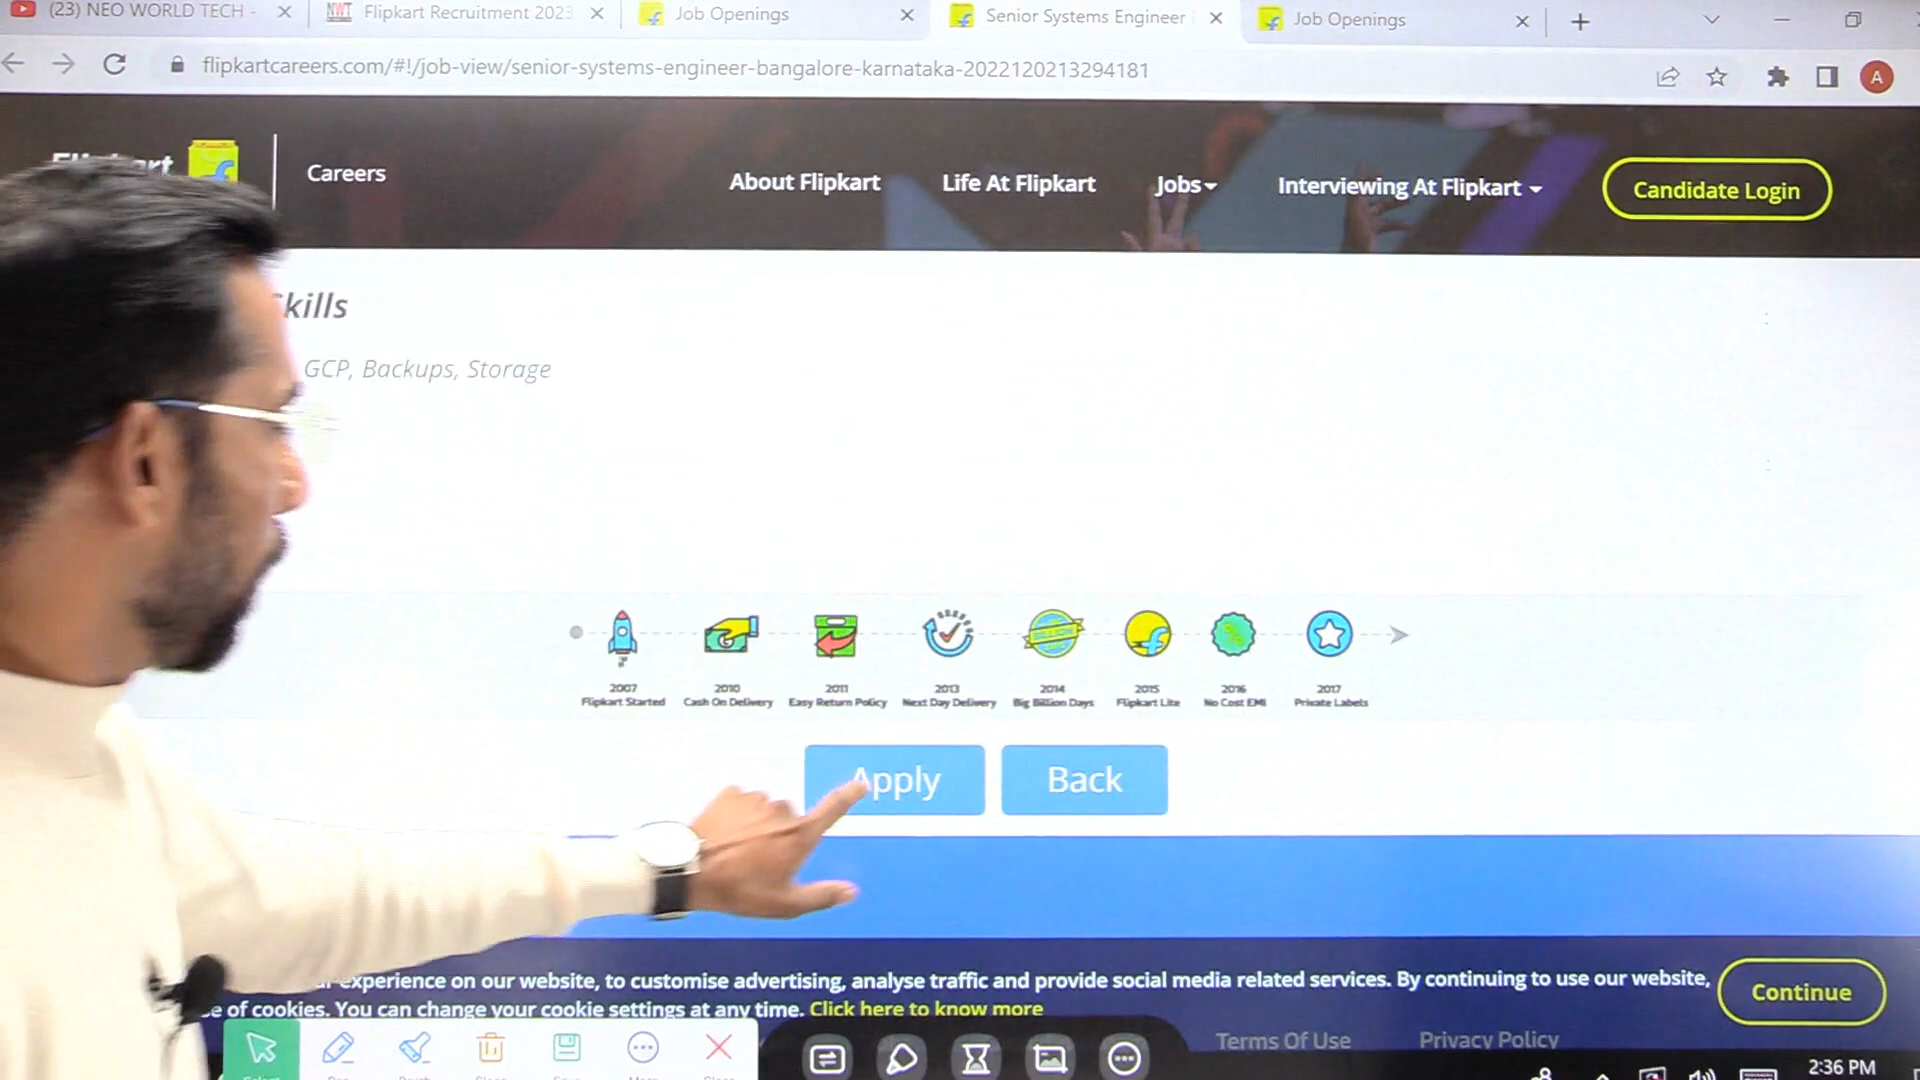 (23) NEO WORLD TECH -
NWT Flipkart Recruitment 2023
Job Openings
Senior Systems Engineer
Job Openings
flipkartcareers.com/#!/job-view/senior-systems-engineer-bangalore-karnataka-2022120213294181
A
Careers
About Flipkart
Life At Flipkart
Jobs
Interviewing At Flipkart
Candidate Login
kills
GCP, Backups, Storage
2007
Flipkart Started
2010
Cash On Delivery
2011
Easy Return Policy
2013
Next Day Delivery
2014
Big Billion Days
2015
Flipkart Lite
2016
No Cost EMI
2017
Private Labels
Apply
Back
experience on our website, to customise advertising, analyse traffic and provide social media related services. By continuing to use our website,
of cookies. You can change your cookie settings at any time. Click here to know more
Continue
Terms Of Use
Privacy Policy
2:36 PM